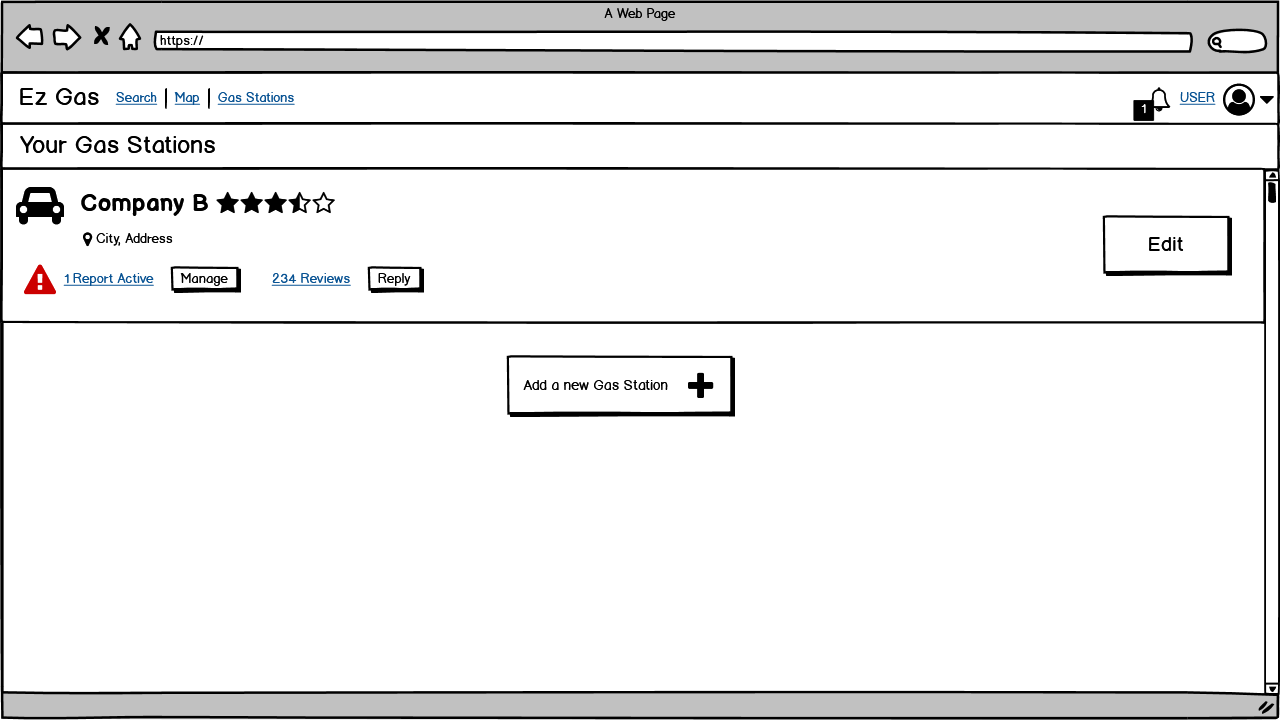 A Web Page
https://
Ez Gas Search Map Gas Stations 1 USER
Your Gas Stations
Company B
City, Address
Edit
1 Report Active Manage 234 Reviews Reply
Add a new Gas Station